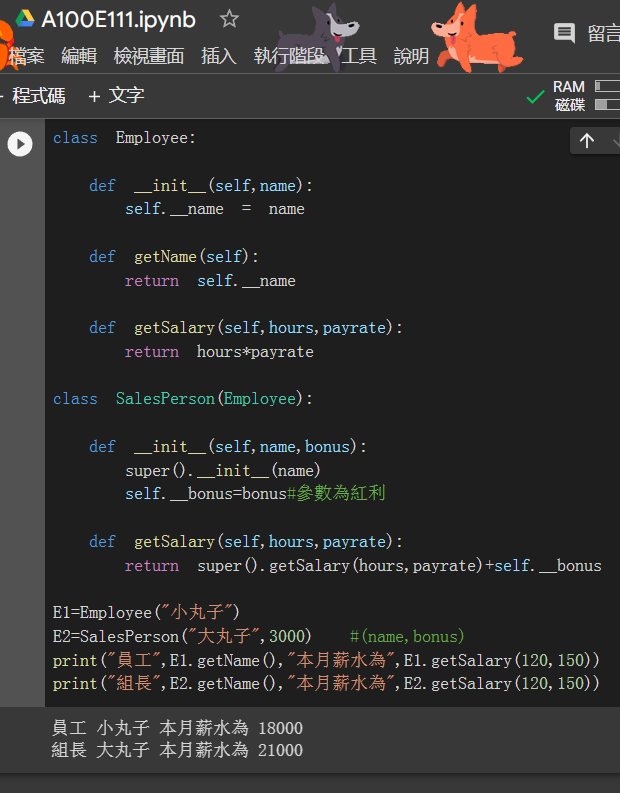 A100E111.ipynb
留言
檔案 編輯 檢視畫面 插入 執行階段 工具 說明
程式碼 + 文字
RAM
磁碟
class Employee:
def __init__(self,name):
self.__name = name
def getName(self):
return self.__name
def getSalary(self,hours,payrate):
return hours*payrate
class SalesPerson(Employee):
def __init__(self,name,bonus):
super().__init__(name)
self.__bonus=bonus#參數為紅利
def getSalary(self,hours,payrate):
return super().getSalary(hours,payrate)+self.__bonus
E1=Employee("小丸子")
E2=SalesPerson("大丸子",3000) #(name,bonus)
print("員工",E1.getName(),"本月薪水為",E1.getSalary(120,150))
print("組長",E2.getName(),"本月薪水為",E2.getSalary(120,150))
員工 小丸子 本月薪水為 18000
組長 大丸子 本月薪水為 21000